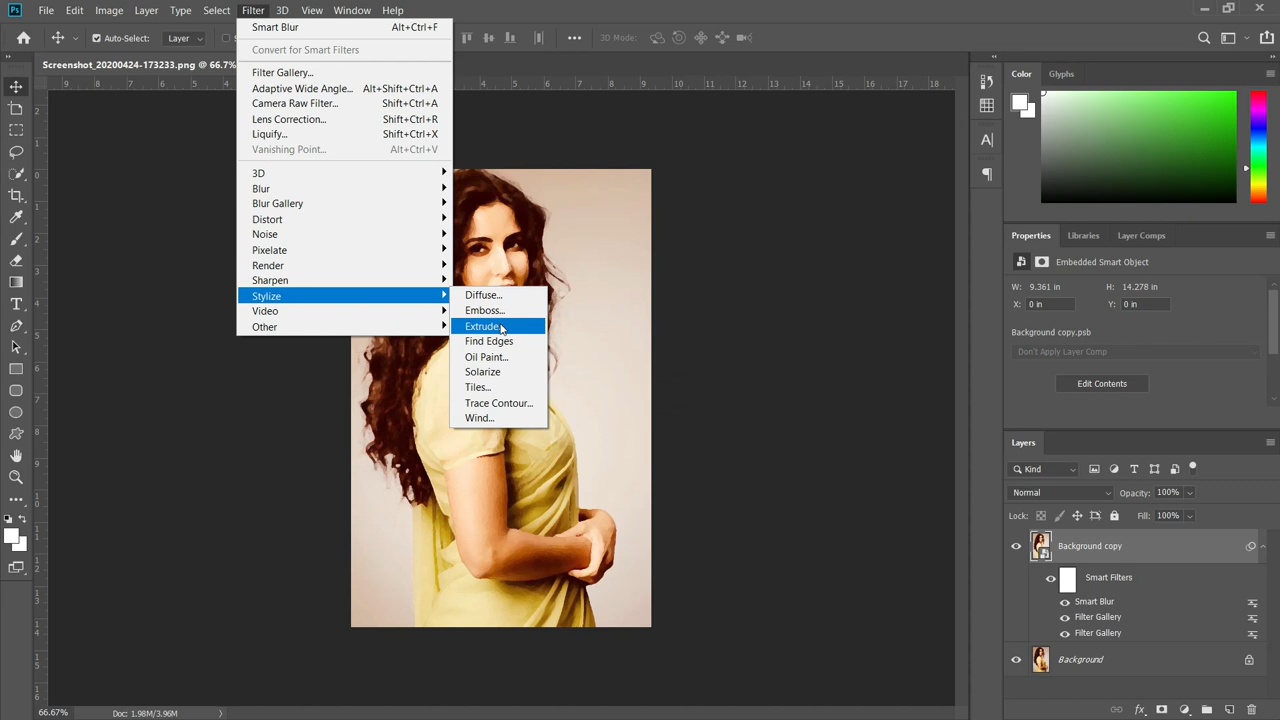 Ps File Edit Image Layer Type Select Filter 3D View Window Help
Auto-Select: Layer 3D Mode:
Screenshot_20200424-173233.png @ 66.7%
Smart Blur Alt+Ctrl+F
Convert for Smart Filters
Filter Gallery...
Adaptive Wide Angle... Alt+Shift+Ctrl+A
Camera Raw Filter... Shift+Ctrl+A
Lens Correction... Shift+Ctrl+R
Liquify... Shift+Ctrl+X
Vanishing Point... Alt+Ctrl+V
3D
Blur
Blur Gallery
Distort
Noise
Pixelate
Render
Sharpen
Stylize
Video
Other
Diffuse...
Emboss...
Extrude
Find Edges
Oil Paint...
Solarize
Tiles...
Trace Contour...
Wind...
Color Glyphs
Properties Libraries Layer Comps
Embedded Smart Object
W: 9.361 in H: 14.278 in
X: 0 in Y: 0 in
Background copy.psb
Don't Apply Layer Comp
Edit Contents
Layers
Kind
Normal Opacity: 100%
Lock: Fill: 100%
Background copy
Smart Filters
Smart Blur
Filter Gallery
Filter Gallery
Background
66.67% Doc: 1.98M/3.96M